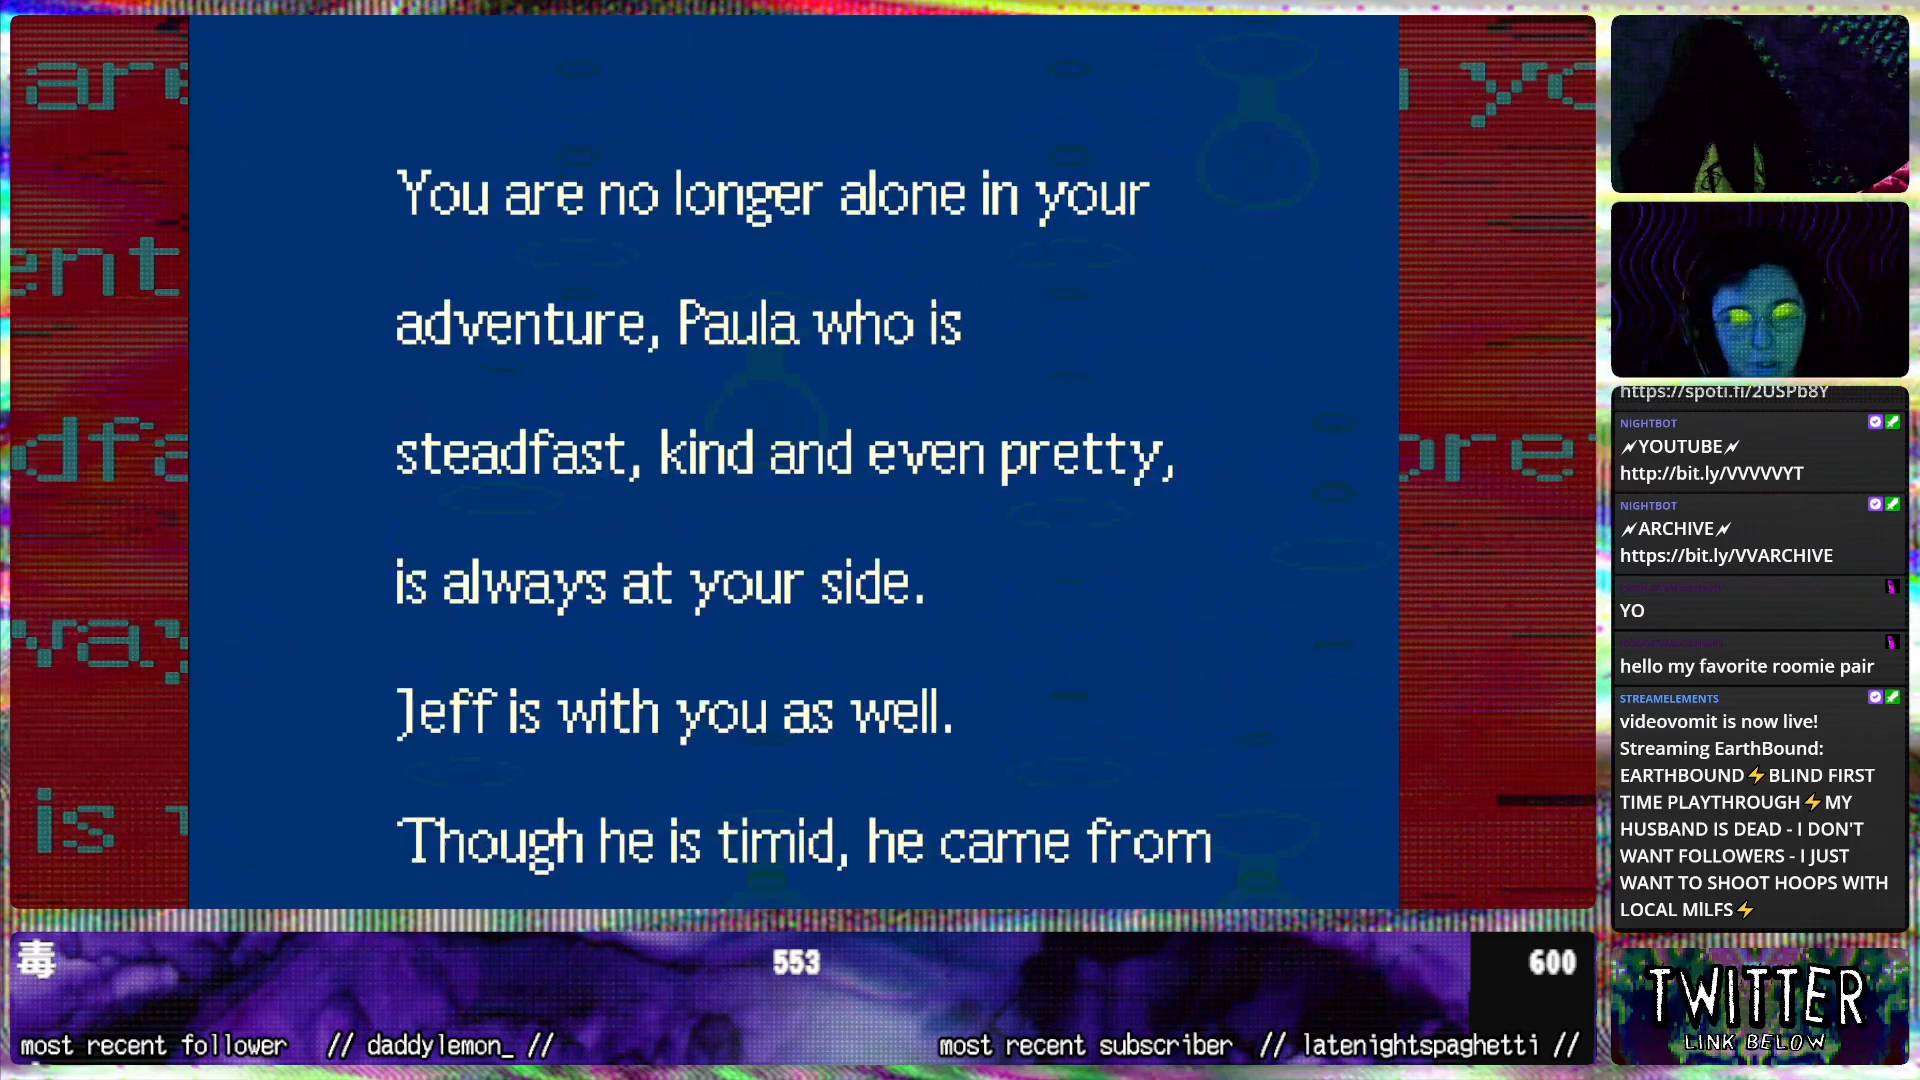 You are no longer alone in your
adventure, Paula who is
steadfast, kind and even pretty,
is always at your side.
Jeff is with you as well.
Though he is timid, he came from
https://spoti.fi/2USPb8Y
NIGHTBOT
⚡YOUTUBE⚡
http://bit.ly/VVVVVYT
NIGHTBOT
⚡ARCHIVE⚡
https://bit.ly/VVARCHIVE
YO
hello my favorite roomie pair
STREAMELEMENTS
videovomit is now live!
Streaming EarthBound:
EARTHBOUND⚡BLIND FIRST
TIME PLAYTHROUGH⚡MY
HUSBAND IS DEAD - I DON'T
WANT FOLLOWERS - I JUST
WANT TO SHOOT HOOPS WITH
LOCAL MILFS⚡
毒 553 600
most recent follower // daddylemon_ //
most recent subscriber // latenightspaghetti //
TWITTER
LINK BELOW